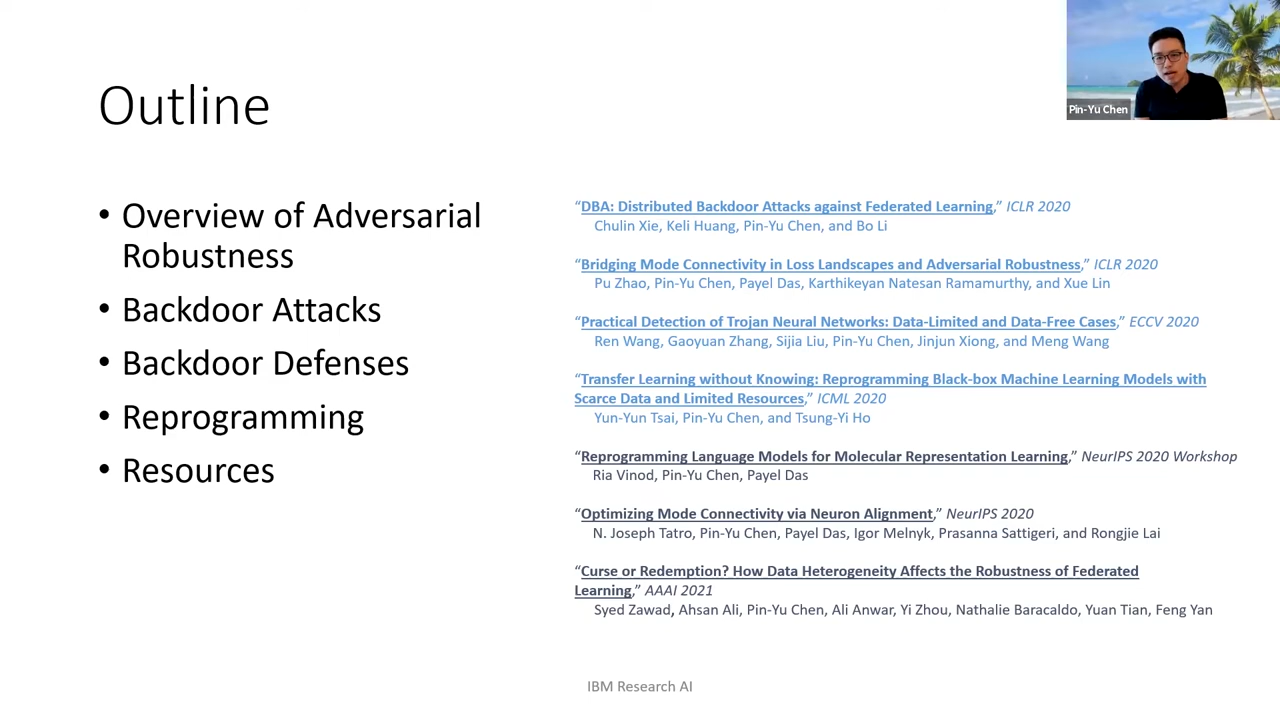 Outline
Pin-Yu Chen
• Overview of Adversarial
Robustness
• Backdoor Attacks
• Backdoor Defenses
• Reprogramming
• Resources
“DBA: Distributed Backdoor Attacks against Federated Learning,” ICLR 2020
Chulin Xie, Keli Huang, Pin-Yu Chen, and Bo Li
“Bridging Mode Connectivity in Loss Landscapes and Adversarial Robustness,” ICLR 2020
Pu Zhao, Pin-Yu Chen, Payel Das, Karthikeyan Natesan Ramamurthy, and Xue Lin
“Practical Detection of Trojan Neural Networks: Data-Limited and Data-Free Cases,” ECCV 2020
Ren Wang, Gaoyuan Zhang, Sijia Liu, Pin-Yu Chen, Jinjun Xiong, and Meng Wang
“Transfer Learning without Knowing: Reprogramming Black-box Machine Learning Models with
Scarce Data and Limited Resources,” ICML 2020
Yun-Yun Tsai, Pin-Yu Chen, and Tsung-Yi Ho
“Reprogramming Language Models for Molecular Representation Learning,” NeurIPS 2020 Workshop
Ria Vinod, Pin-Yu Chen, Payel Das
“Optimizing Mode Connectivity via Neuron Alignment,” NeurIPS 2020
N. Joseph Tatro, Pin-Yu Chen, Payel Das, Igor Melnyk, Prasanna Sattigeri, and Rongjie Lai
“Curse or Redemption? How Data Heterogeneity Affects the Robustness of Federated
Learning,” AAAI 2021
Syed Zawad, Ahsan Ali, Pin-Yu Chen, Ali Anwar, Yi Zhou, Nathalie Baracaldo, Yuan Tian, Feng Yan
IBM Research AI